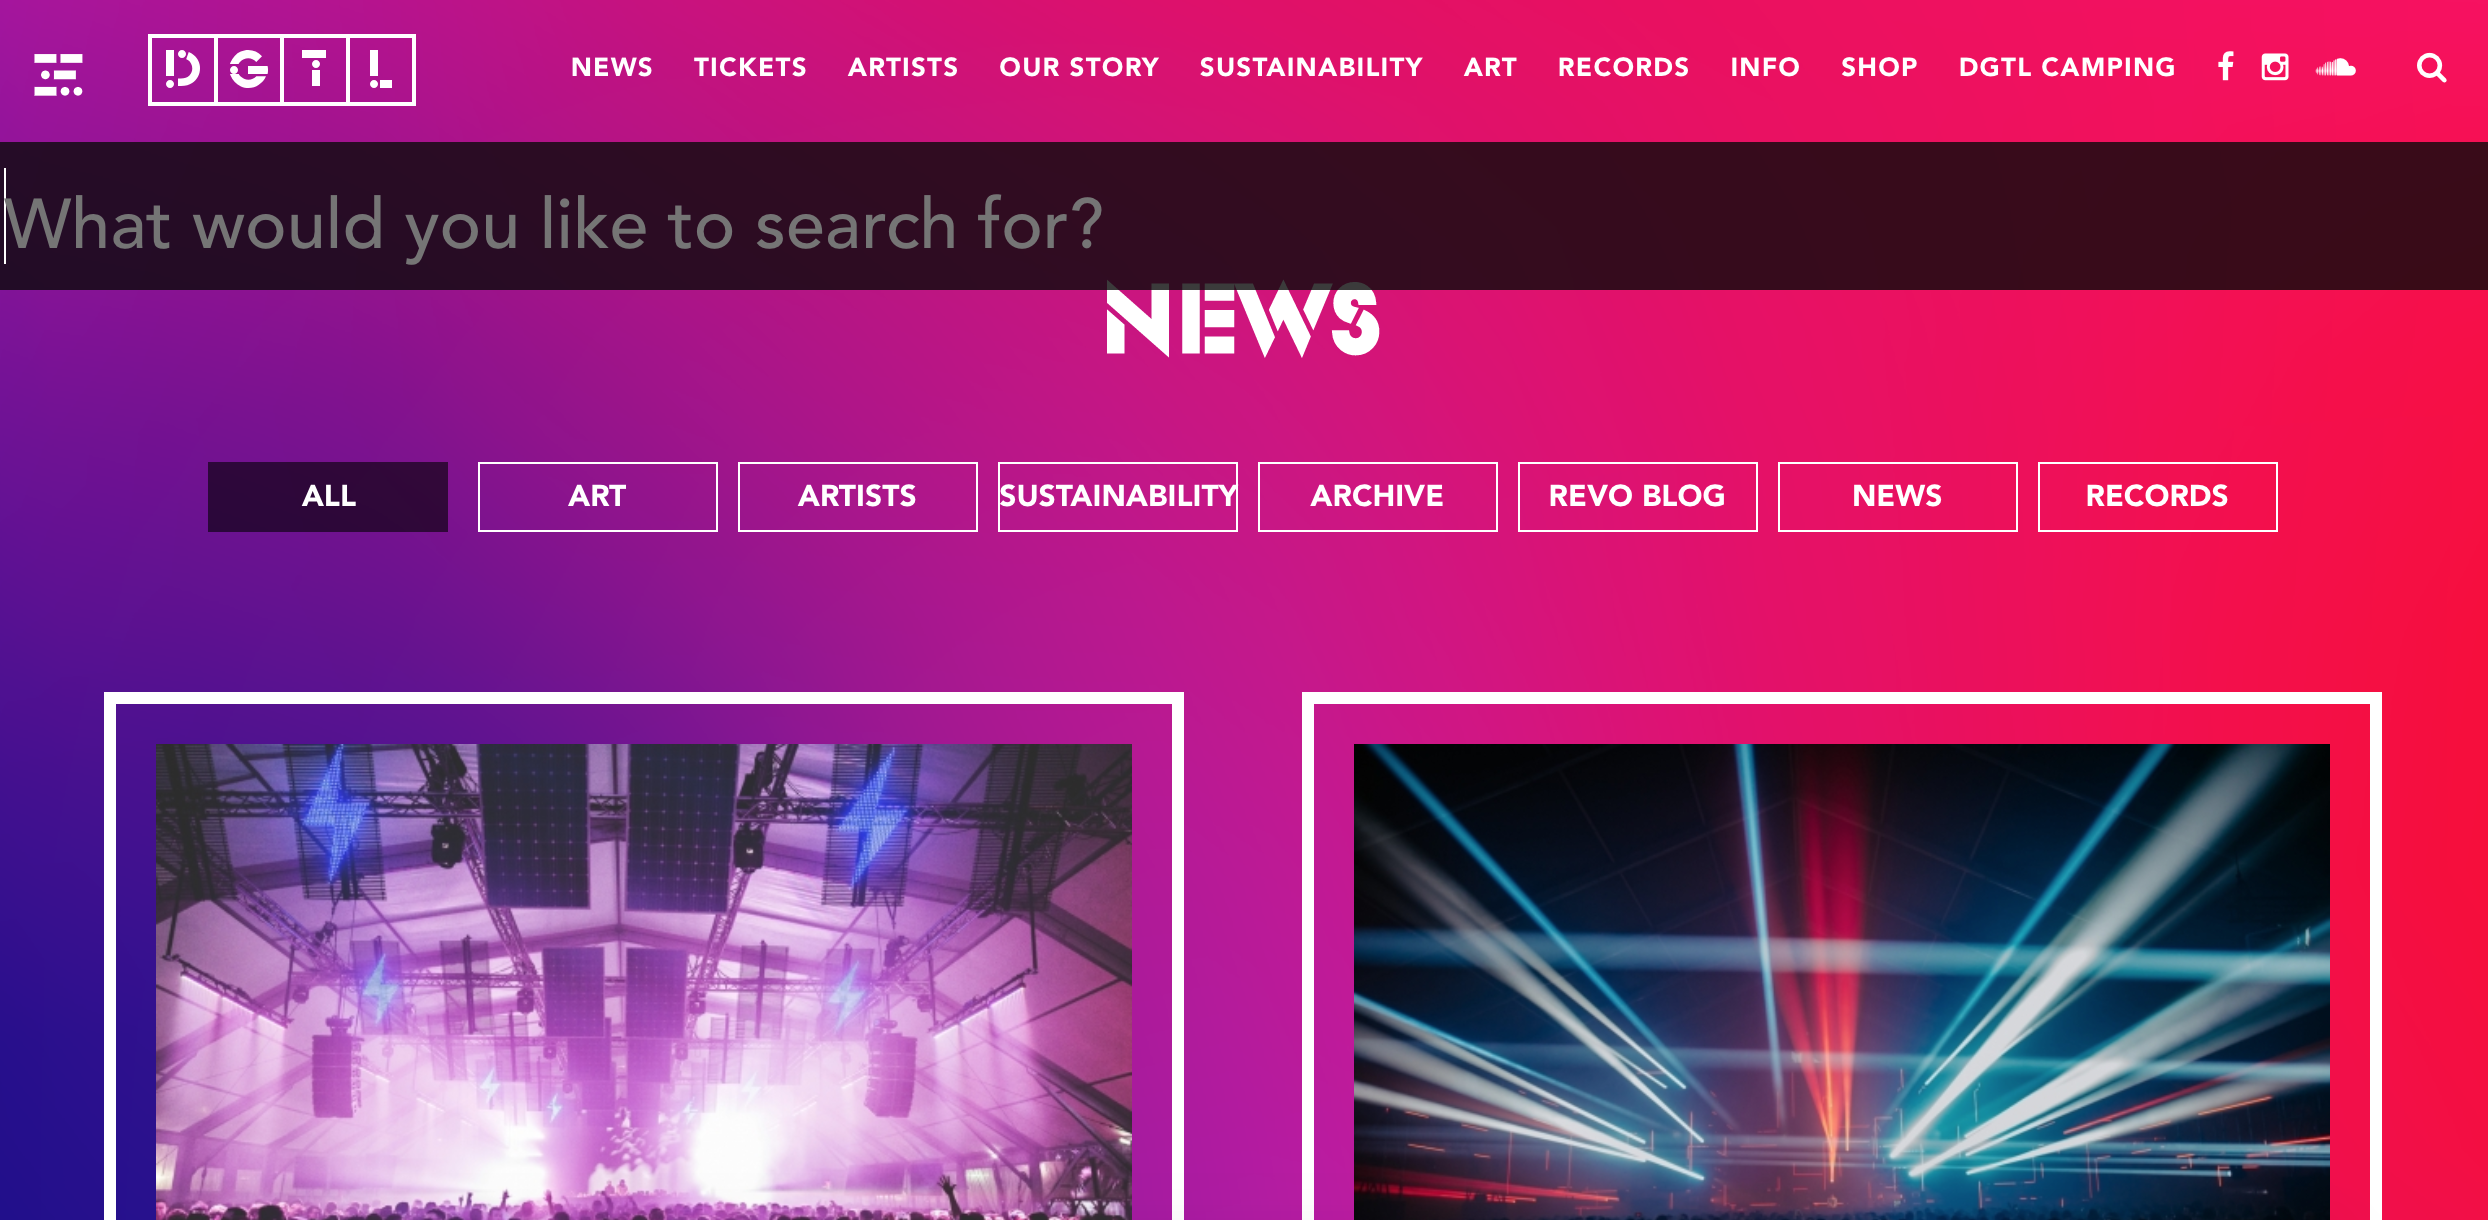 DGTL
NEWS TICKETS ARTISTS OUR STORY SUSTAINABILITY ART RECORDS INFO SHOP DGTL CAMPING
What would you like to search for?
NEWS
ALL ART ARTISTS SUSTAINABILITY ARCHIVE REVO BLOG NEWS RECORDS